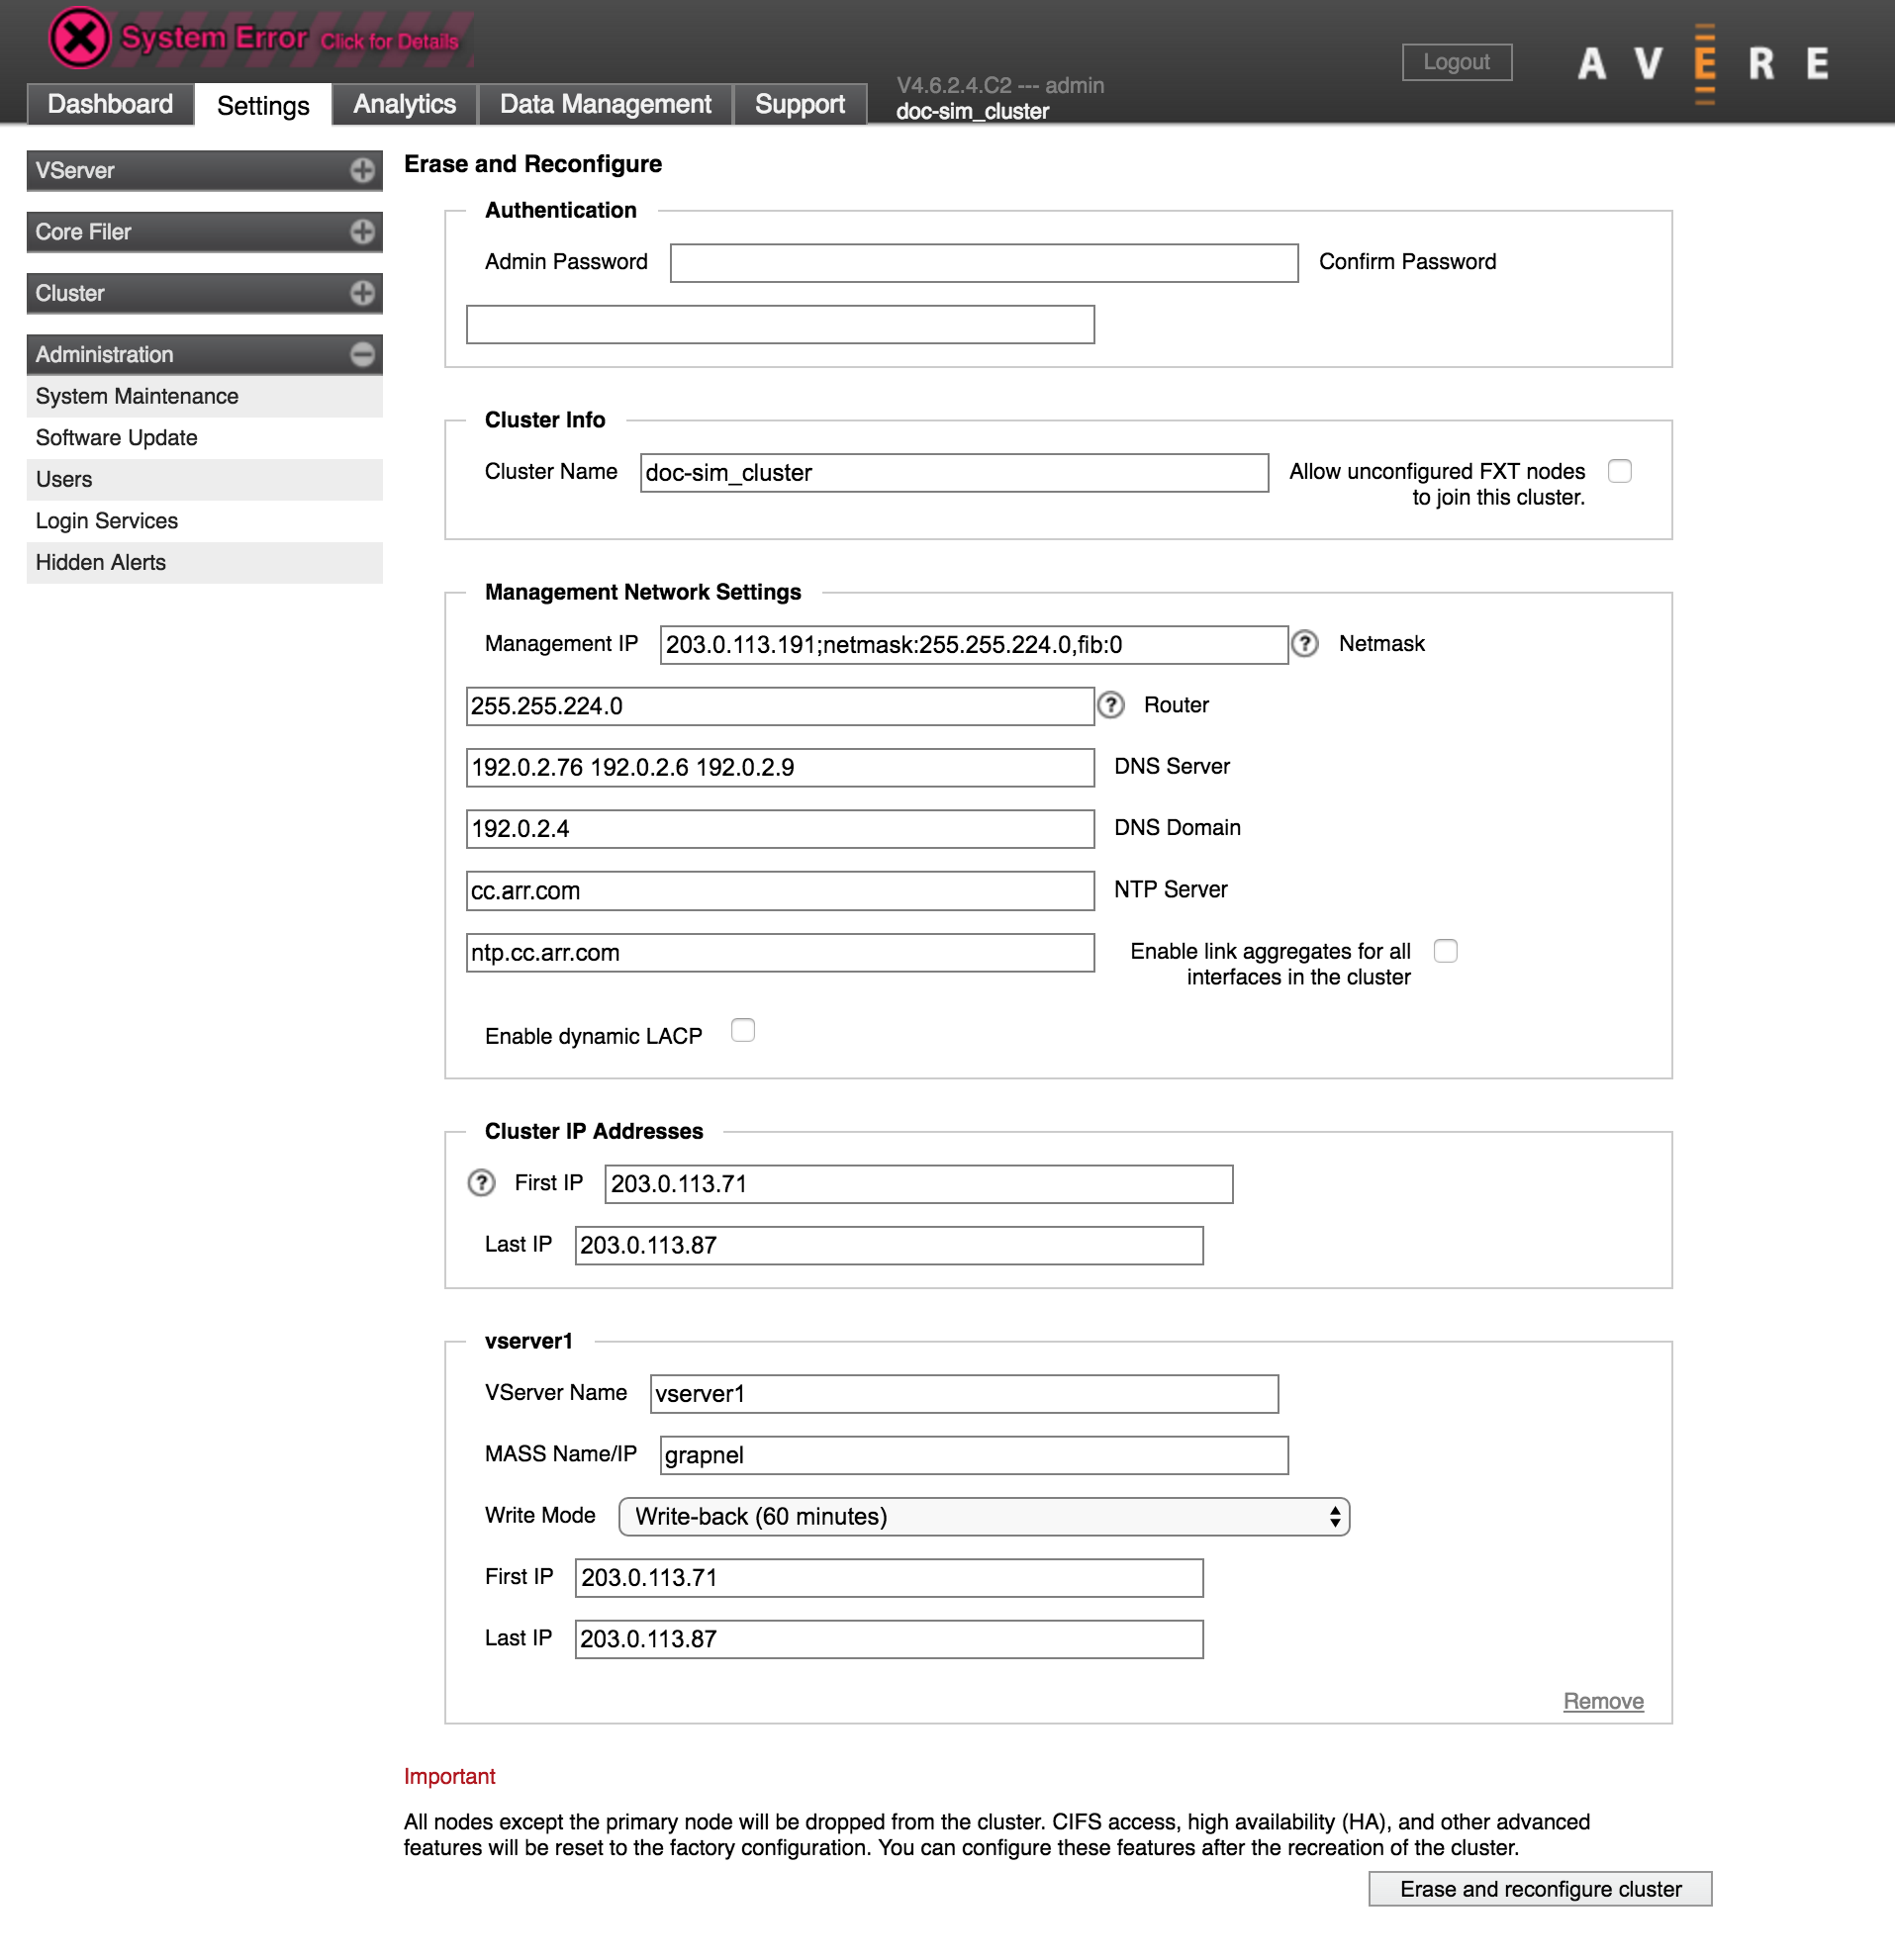 System Error Click for Details
Logout
AVERE
V4.6.2.4.C2 --- admin
doc-sim_cluster
Dashboard
Settings
Analytics
Data Management
Support
VServer
Core Filer
Cluster
Administration
System Maintenance
Software Update
Users
Login Services
Hidden Alerts
Erase and Reconfigure
Authentication
Admin Password
Confirm Password
Cluster Info
Cluster Name
doc-sim_cluster
Allow unconfigured FXT nodes
to join this cluster.
Management Network Settings
Management IP
203.0.113.191;netmask:255.255.224.0,fib:0
?
Netmask
255.255.224.0
?
Router
192.0.2.76 192.0.2.6 192.0.2.9
DNS Server
192.0.2.4
DNS Domain
cc.arr.com
NTP Server
ntp.cc.arr.com
Enable link aggregates for all
interfaces in the cluster
Enable dynamic LACP
Cluster IP Addresses
?
First IP
203.0.113.71
Last IP
203.0.113.87
vserver1
VServer Name
vserver1
MASS Name/IP
grapnel
Write Mode
Write-back (60 minutes)
First IP
203.0.113.71
Last IP
203.0.113.87
Remove
Important
All nodes except the primary node will be dropped from the cluster. CIFS access, high availability (HA), and other advanced
features will be reset to the factory configuration. You can configure these features after the recreation of the cluster.
Erase and reconfigure cluster